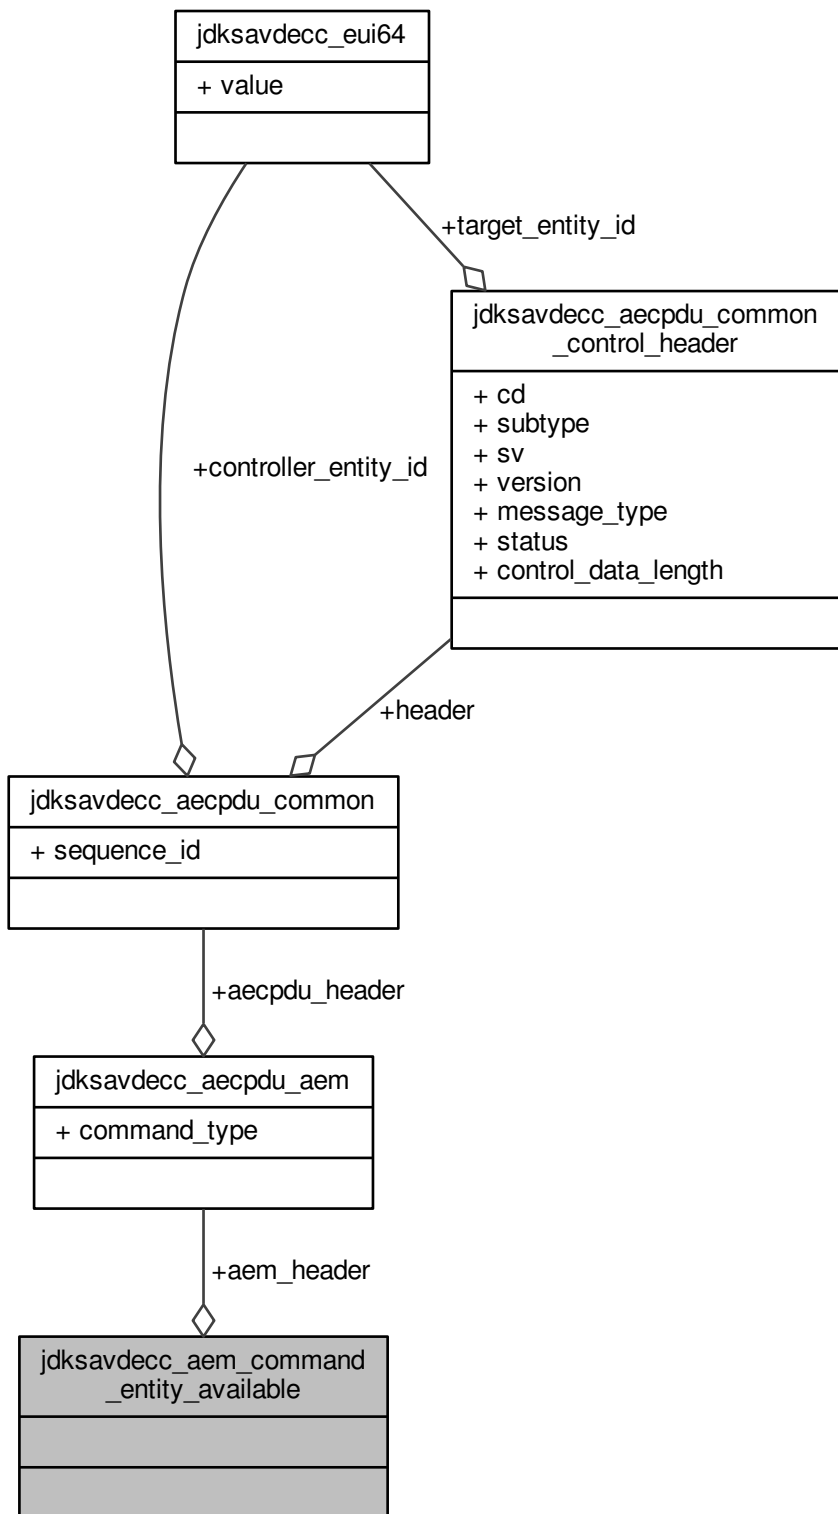 jdksavdecc_eui64
+ value
+target_entity_id
jdksavdecc_aecpdu_common
_control_header
+ cd
+ subtype
+ sv
+ version
+ message_type
+ status
+ control_data_length
+controller_entity_id
+header
jdksavdecc_aecpdu_common
+ sequence_id
+aecpdu_header
jdksavdecc_aecpdu_aem
+ command_type
+aem_header
jdksavdecc_aem_command
_entity_available